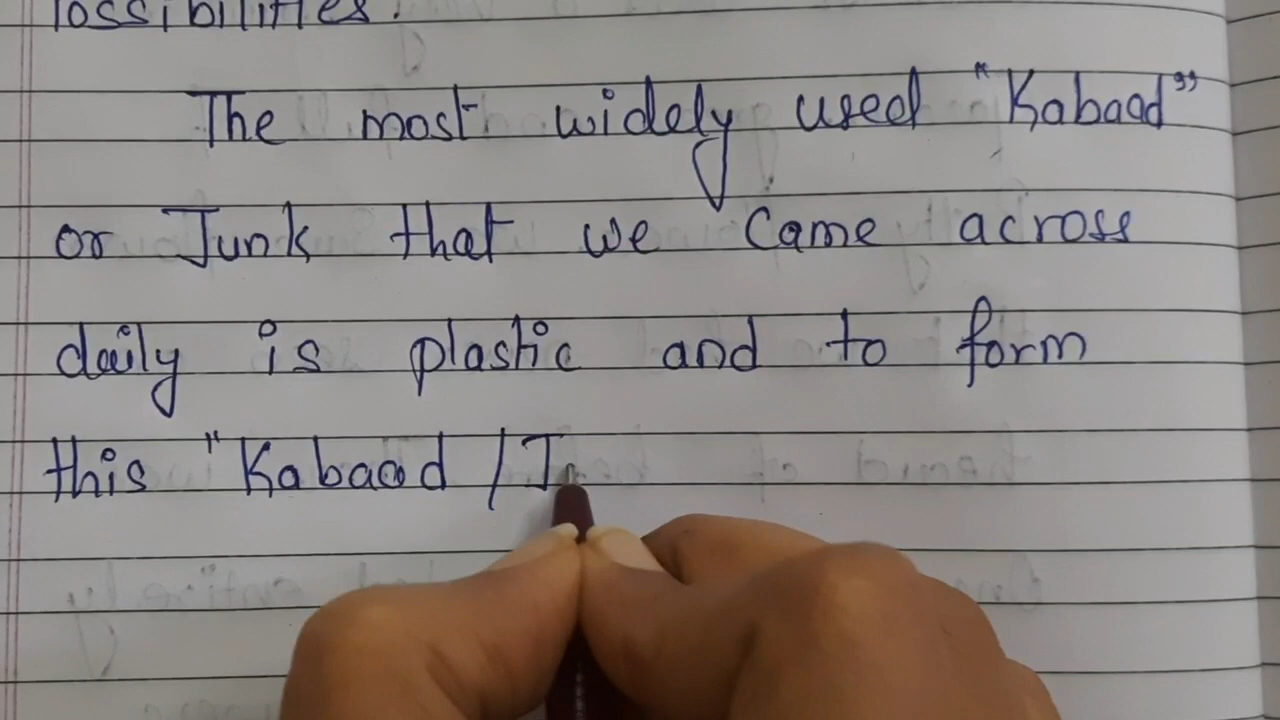 Possibilities.
The most widely used "Kabaad"
or Junk that we came across
daily is plastic and to form
this "Kabaad / J